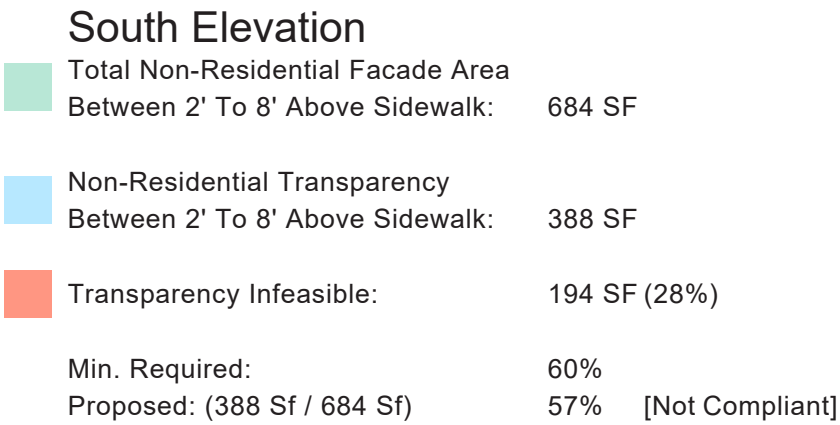 South Elevation
Total Non-Residential Facade Area
Between 2' To 8' Above Sidewalk: 684 SF
Non-Residential Transparency
Between 2' To 8' Above Sidewalk: 388 SF
Transparency Infeasible: 194 SF (28%)
Min. Required: 60%
Proposed: (388 Sf / 684 Sf) 57% [Not Compliant]